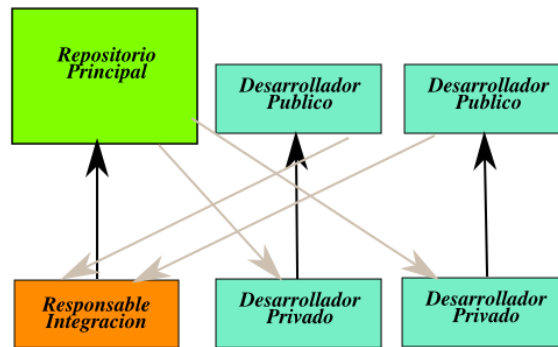 Repositorio
Principal
Desarrollador
Publico
Desarrollador
Publico
Responsable
Integracion
Desarrollador
Privado
Desarrollador
Privado